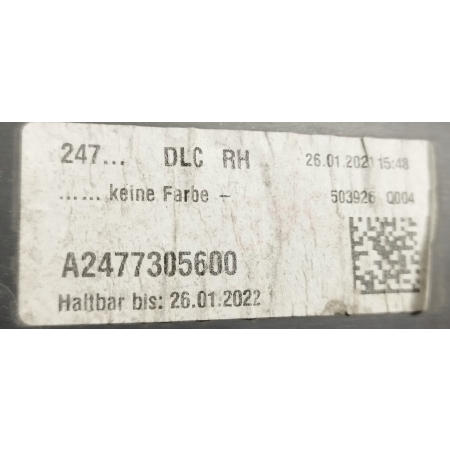 247... DLC RH 26.01.2021 15:48
...... keine Farbe - 503926 Q004
A2477305600
Haltbar bis: 26.01.2022